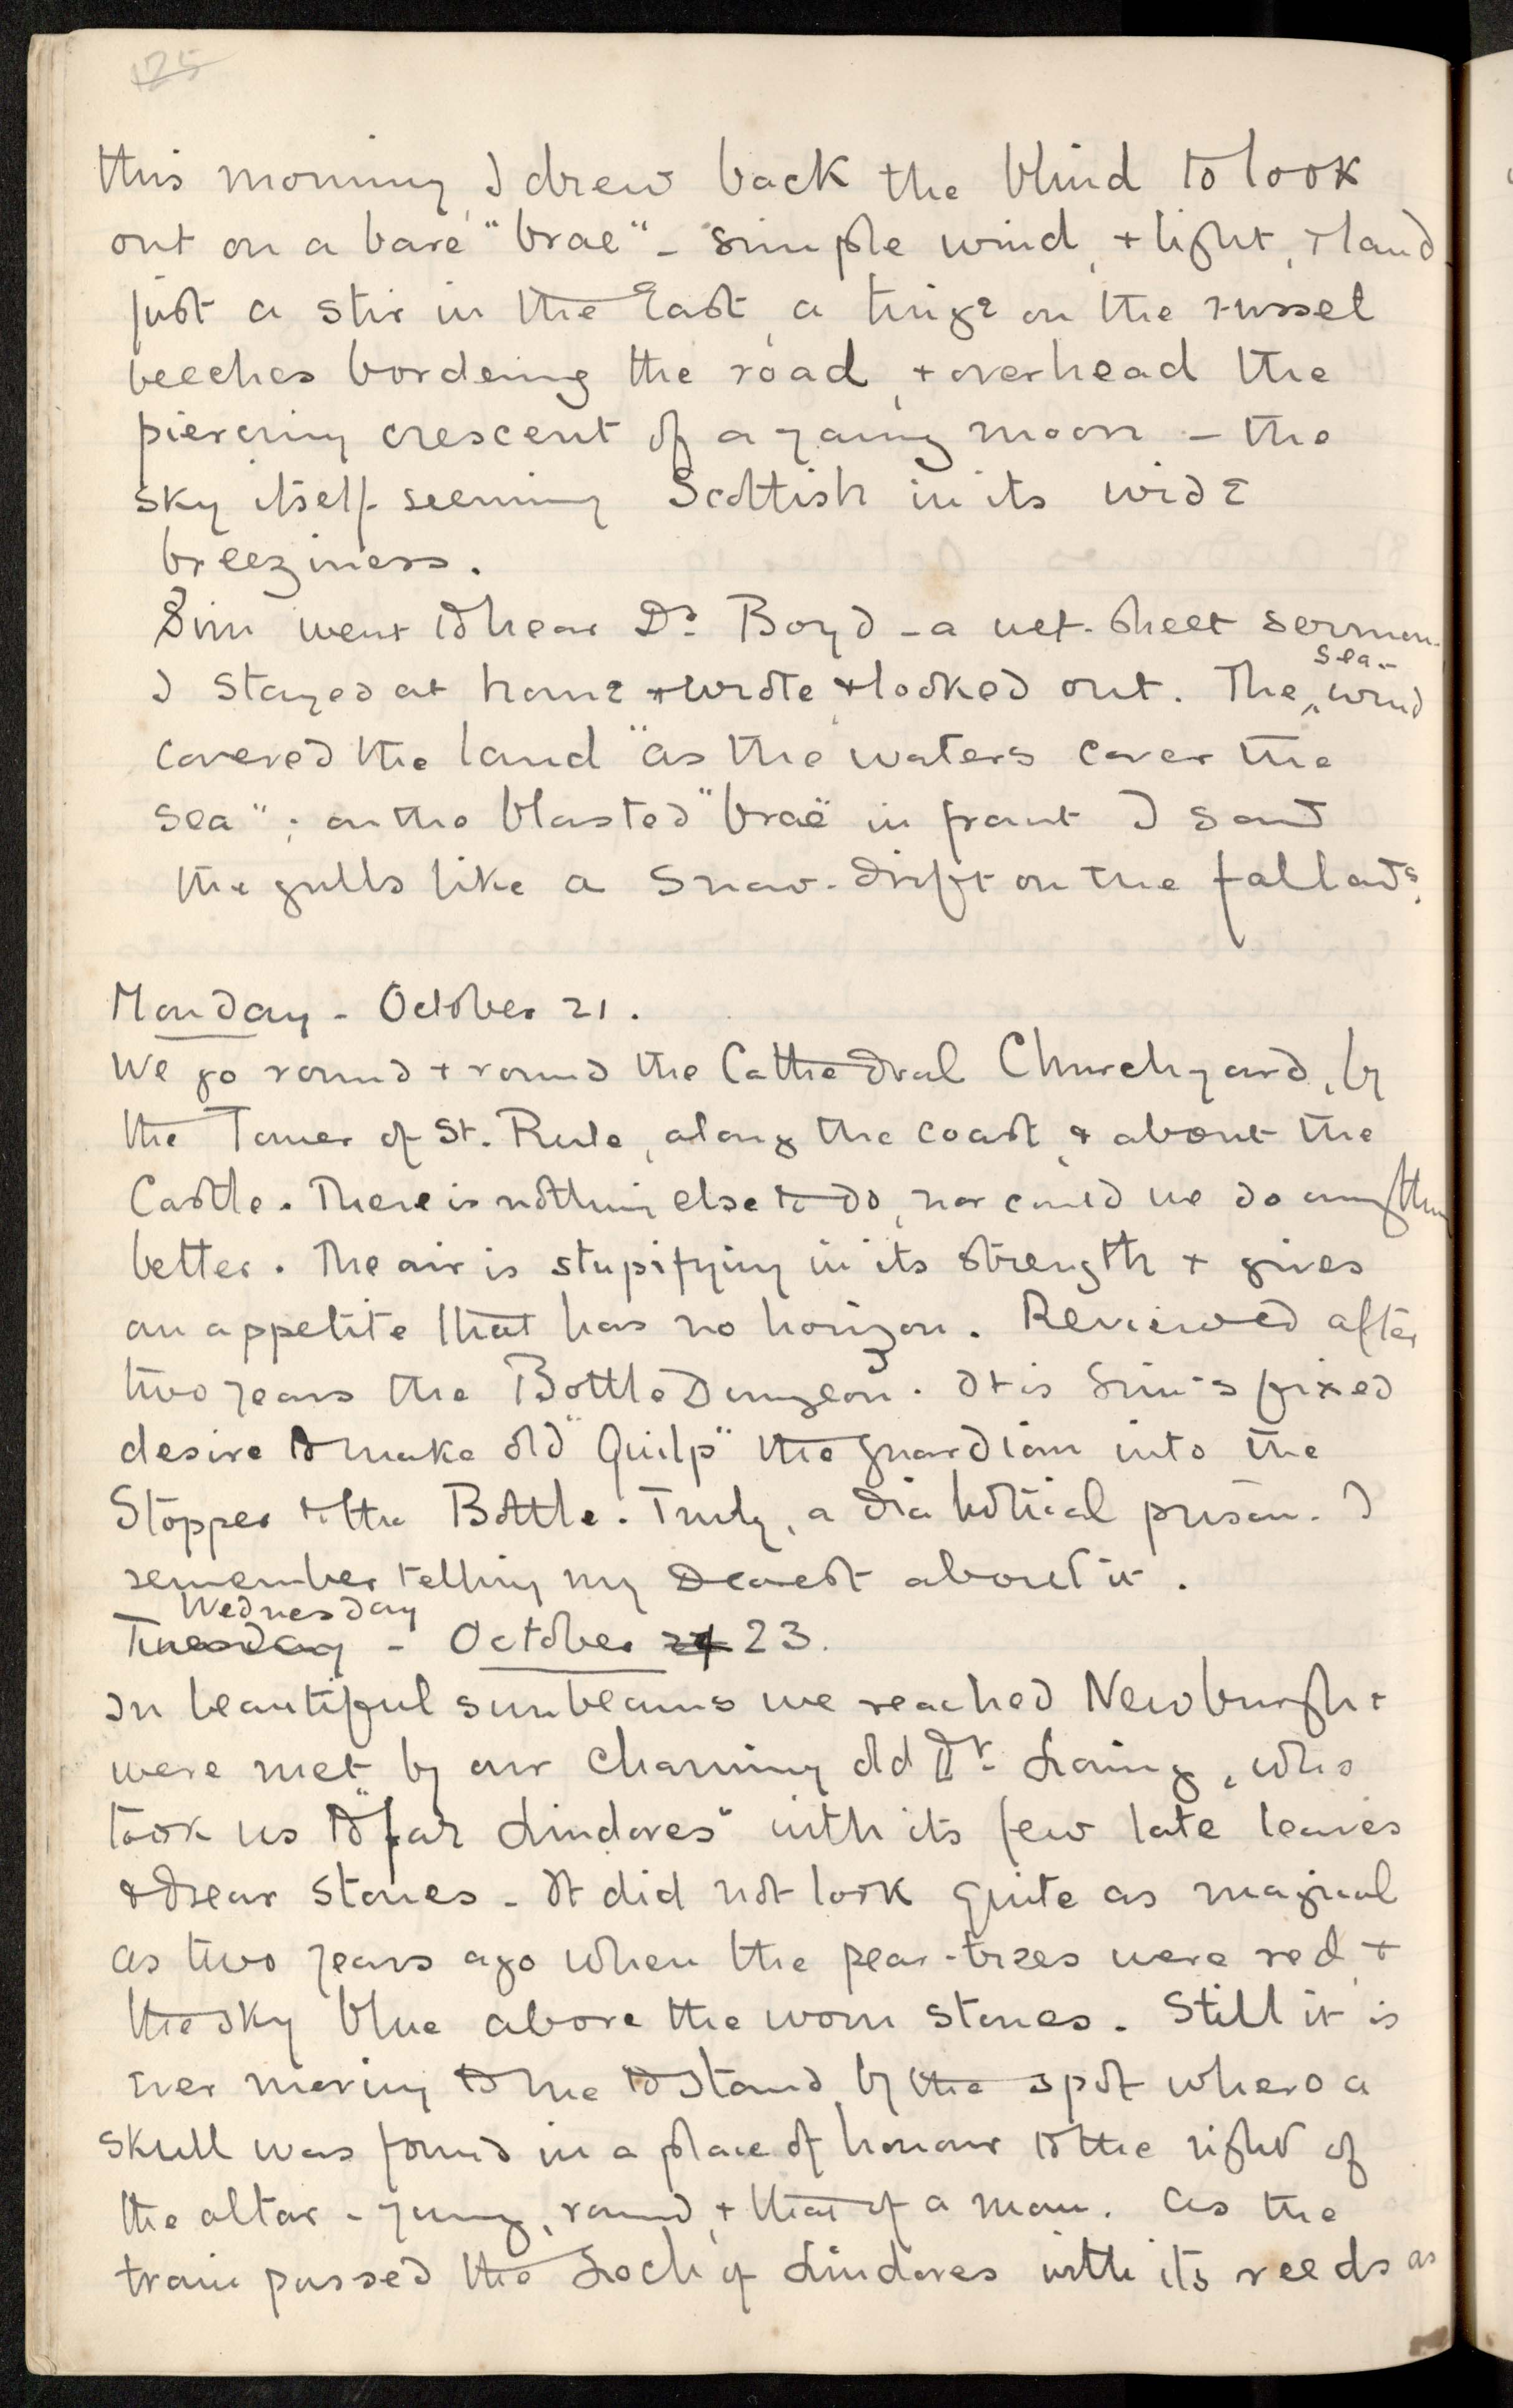 125
this morning, I drew back the blind to look
out on a bare "brae" - simple wind, + light, + land
just a stir in the East, a tinge on the russet
beeches bordering the road, + overhead the
piercing crescent of a young moon - the
sky itself seeming Scottish in its wide
breeziness.
Sim went to hear Dr Boyd - a wet-sheet sermon.
I stayed at home + wrote + looked out. The sea-wind
covered the land "as the waters cover the
sea"; on the blasted "brae" in front I saw
the gulls like a snow-drift on the fallows.
Monday - October 21.
We go round + round the Cathedral Churchyard, by
the Tower of St. Rule, along the coast, & about the
Castle. There is nothing else to do, nor could we do anything
better. The air is stupifying in its strength + gives
an appetite that has no horizon. Reviewed after
two years the Bottle Dungeon. It is Sim's fixed
desire to make old "Quilp" the guardian into the
Stopper to the Bottle. Truly, a diabolical prison. I
remember telling my Dearest about it.
Wednesday
Tuesday - October 23.
In beautiful sunbeams we reached Newburgh +
were met by our charming old Dr Laing, who
took us to "fair Lindores" with its few late leaves
& drear stones - It did not look quite as magical
as two years ago when the pear-trees were red, +
the sky blue above the worn stones. Still it is
ever moving to me to stand by the spot where a
skull was found in a place of honour to the right of
the altar - young, round, + that of a man. As the
train passed the Loch of Lindores with its reeds as